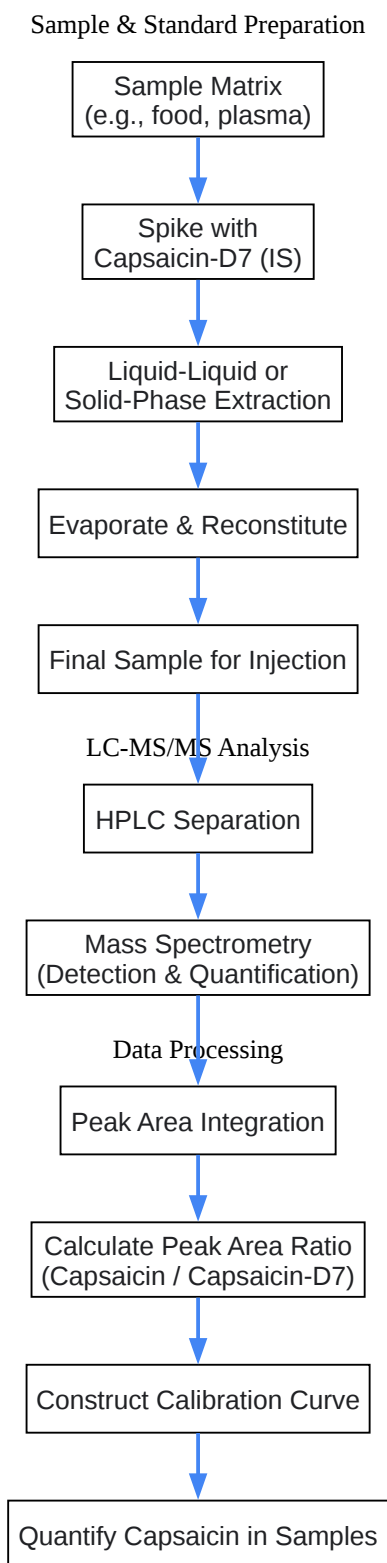 Sample & Standard Preparation
Sample Matrix
(e.g., food, plasma)
Spike with
Capsaicin-D7 (IS)
Liquid-Liquid or
Solid-Phase Extraction
Evaporate & Reconstitute
Final Sample for Injection
LC-MS/MS Analysis
HPLC Separation
Mass Spectrometry
(Detection & Quantification)
Data Processing
Peak Area Integration
Calculate Peak Area Ratio
(Capsaicin / Capsaicin-D7)
Construct Calibration Curve
Quantify Capsaicin in Samples